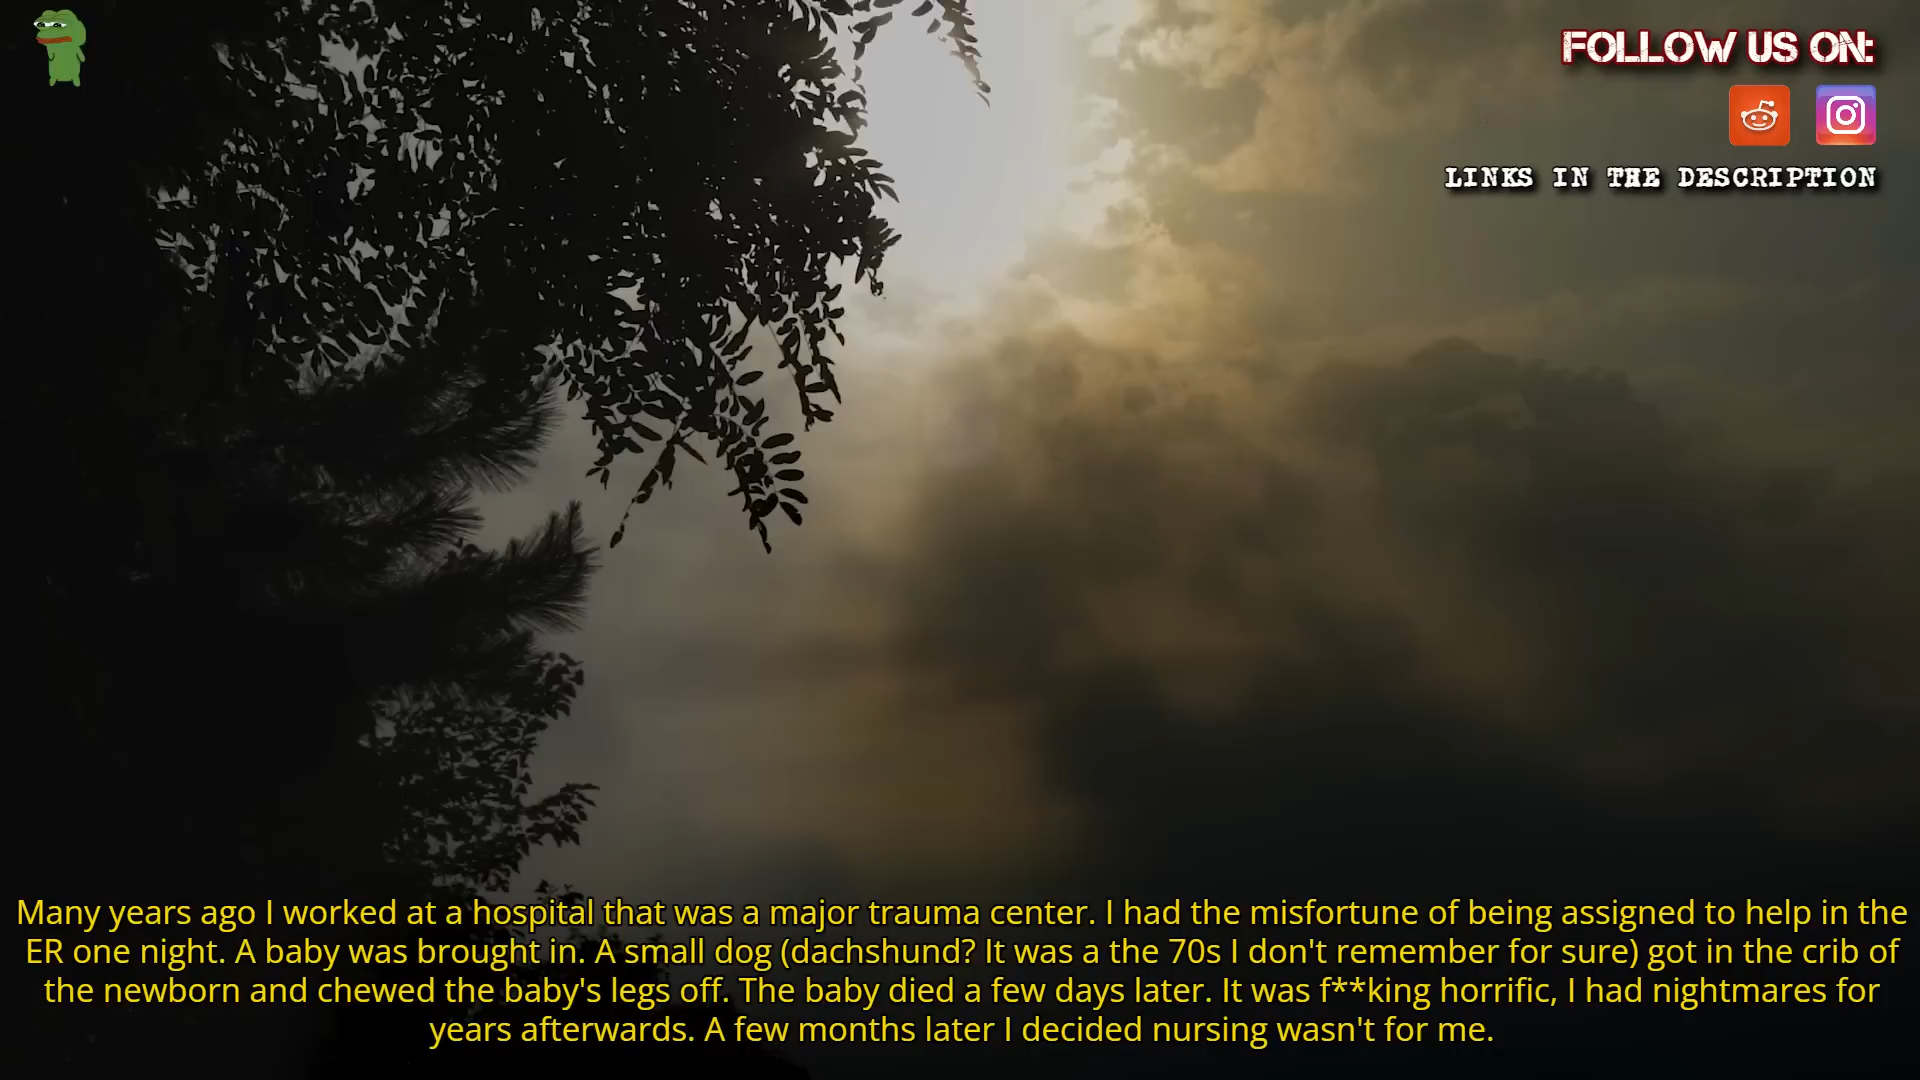 FOLLOW US ON:
LINKS IN THE DESCRIPTION
Many years ago I worked at a hospital that was a major trauma center. I had the misfortune of being assigned to help in the
ER one night. A baby was brought in. A small dog (dachshund? It was a the 70s I don't remember for sure) got in the crib of
the newborn and chewed the baby's legs off. The baby died a few days later. It was f**king horrific, I had nightmares for
years afterwards. A few months later I decided nursing wasn't for me.